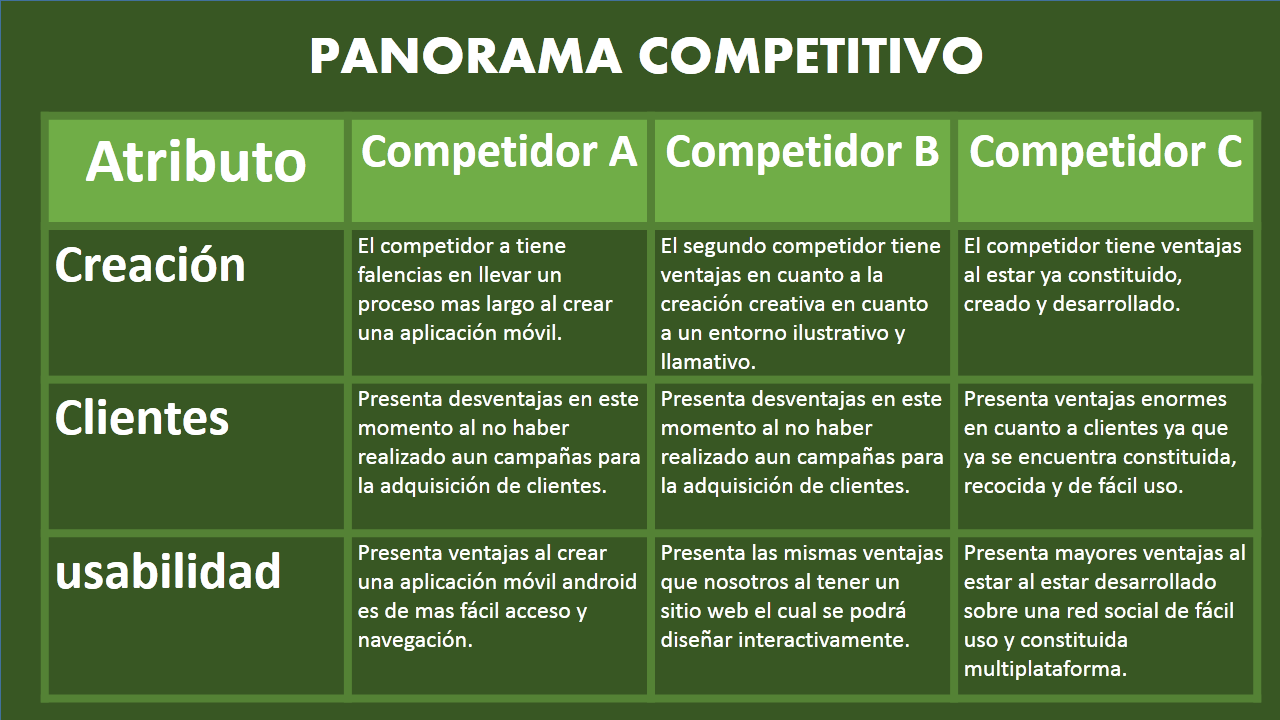 PANORAMA COMPETITIVO
Atributo
Competidor A
Competidor B
Competidor C
Creación
El competidor a tiene
falencias en llevar un
proceso mas largo al crear
una aplicación móvil.
El segundo competidor tiene
ventajas en cuanto a la
creación creativa en cuanto
a un entorno ilustrativo y
llamativo.
El competidor tiene ventajas
al estar ya constituido,
creado y desarrollado.
Clientes
Presenta desventajas en este
momento al no haber
realizado aun campañas para
la adquisición de clientes.
Presenta desventajas en este
momento al no haber
realizado aun campañas para
la adquisición de clientes.
Presenta ventajas enormes
en cuanto a clientes ya que
ya se encuentra constituida,
recocida y de fácil uso.
usabilidad
Presenta ventajas al crear
una aplicación móvil android
es de mas fácil acceso y
navegación.
Presenta las mismas ventajas
que nosotros al tener un
sitio web el cual se podrá
diseñar interactivamente.
Presenta mayores ventajas al
estar al estar desarrollado
sobre una red social de fácil
uso y constituida
multiplataforma.